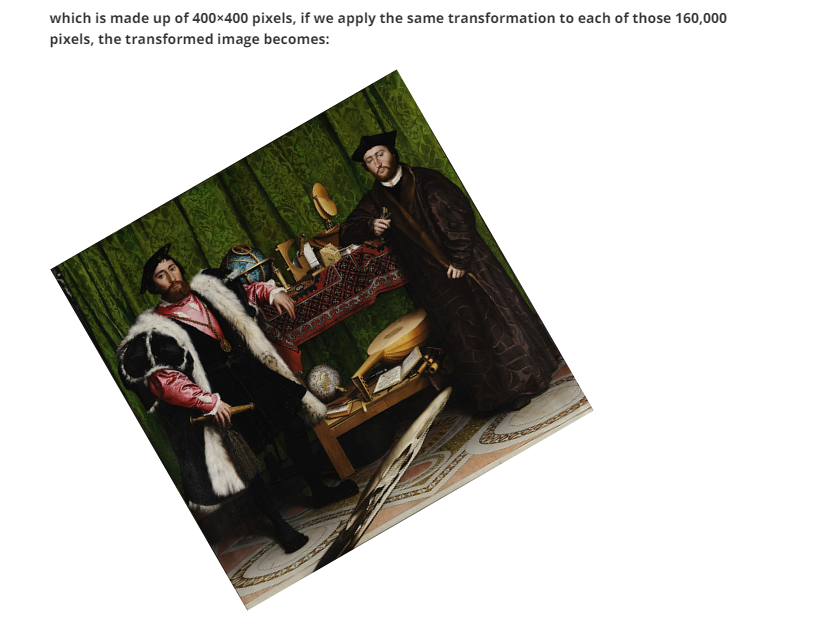 which is made up of 400×400 pixels, if we apply the same transformation to each of those 160,000
pixels, the transformed image becomes: